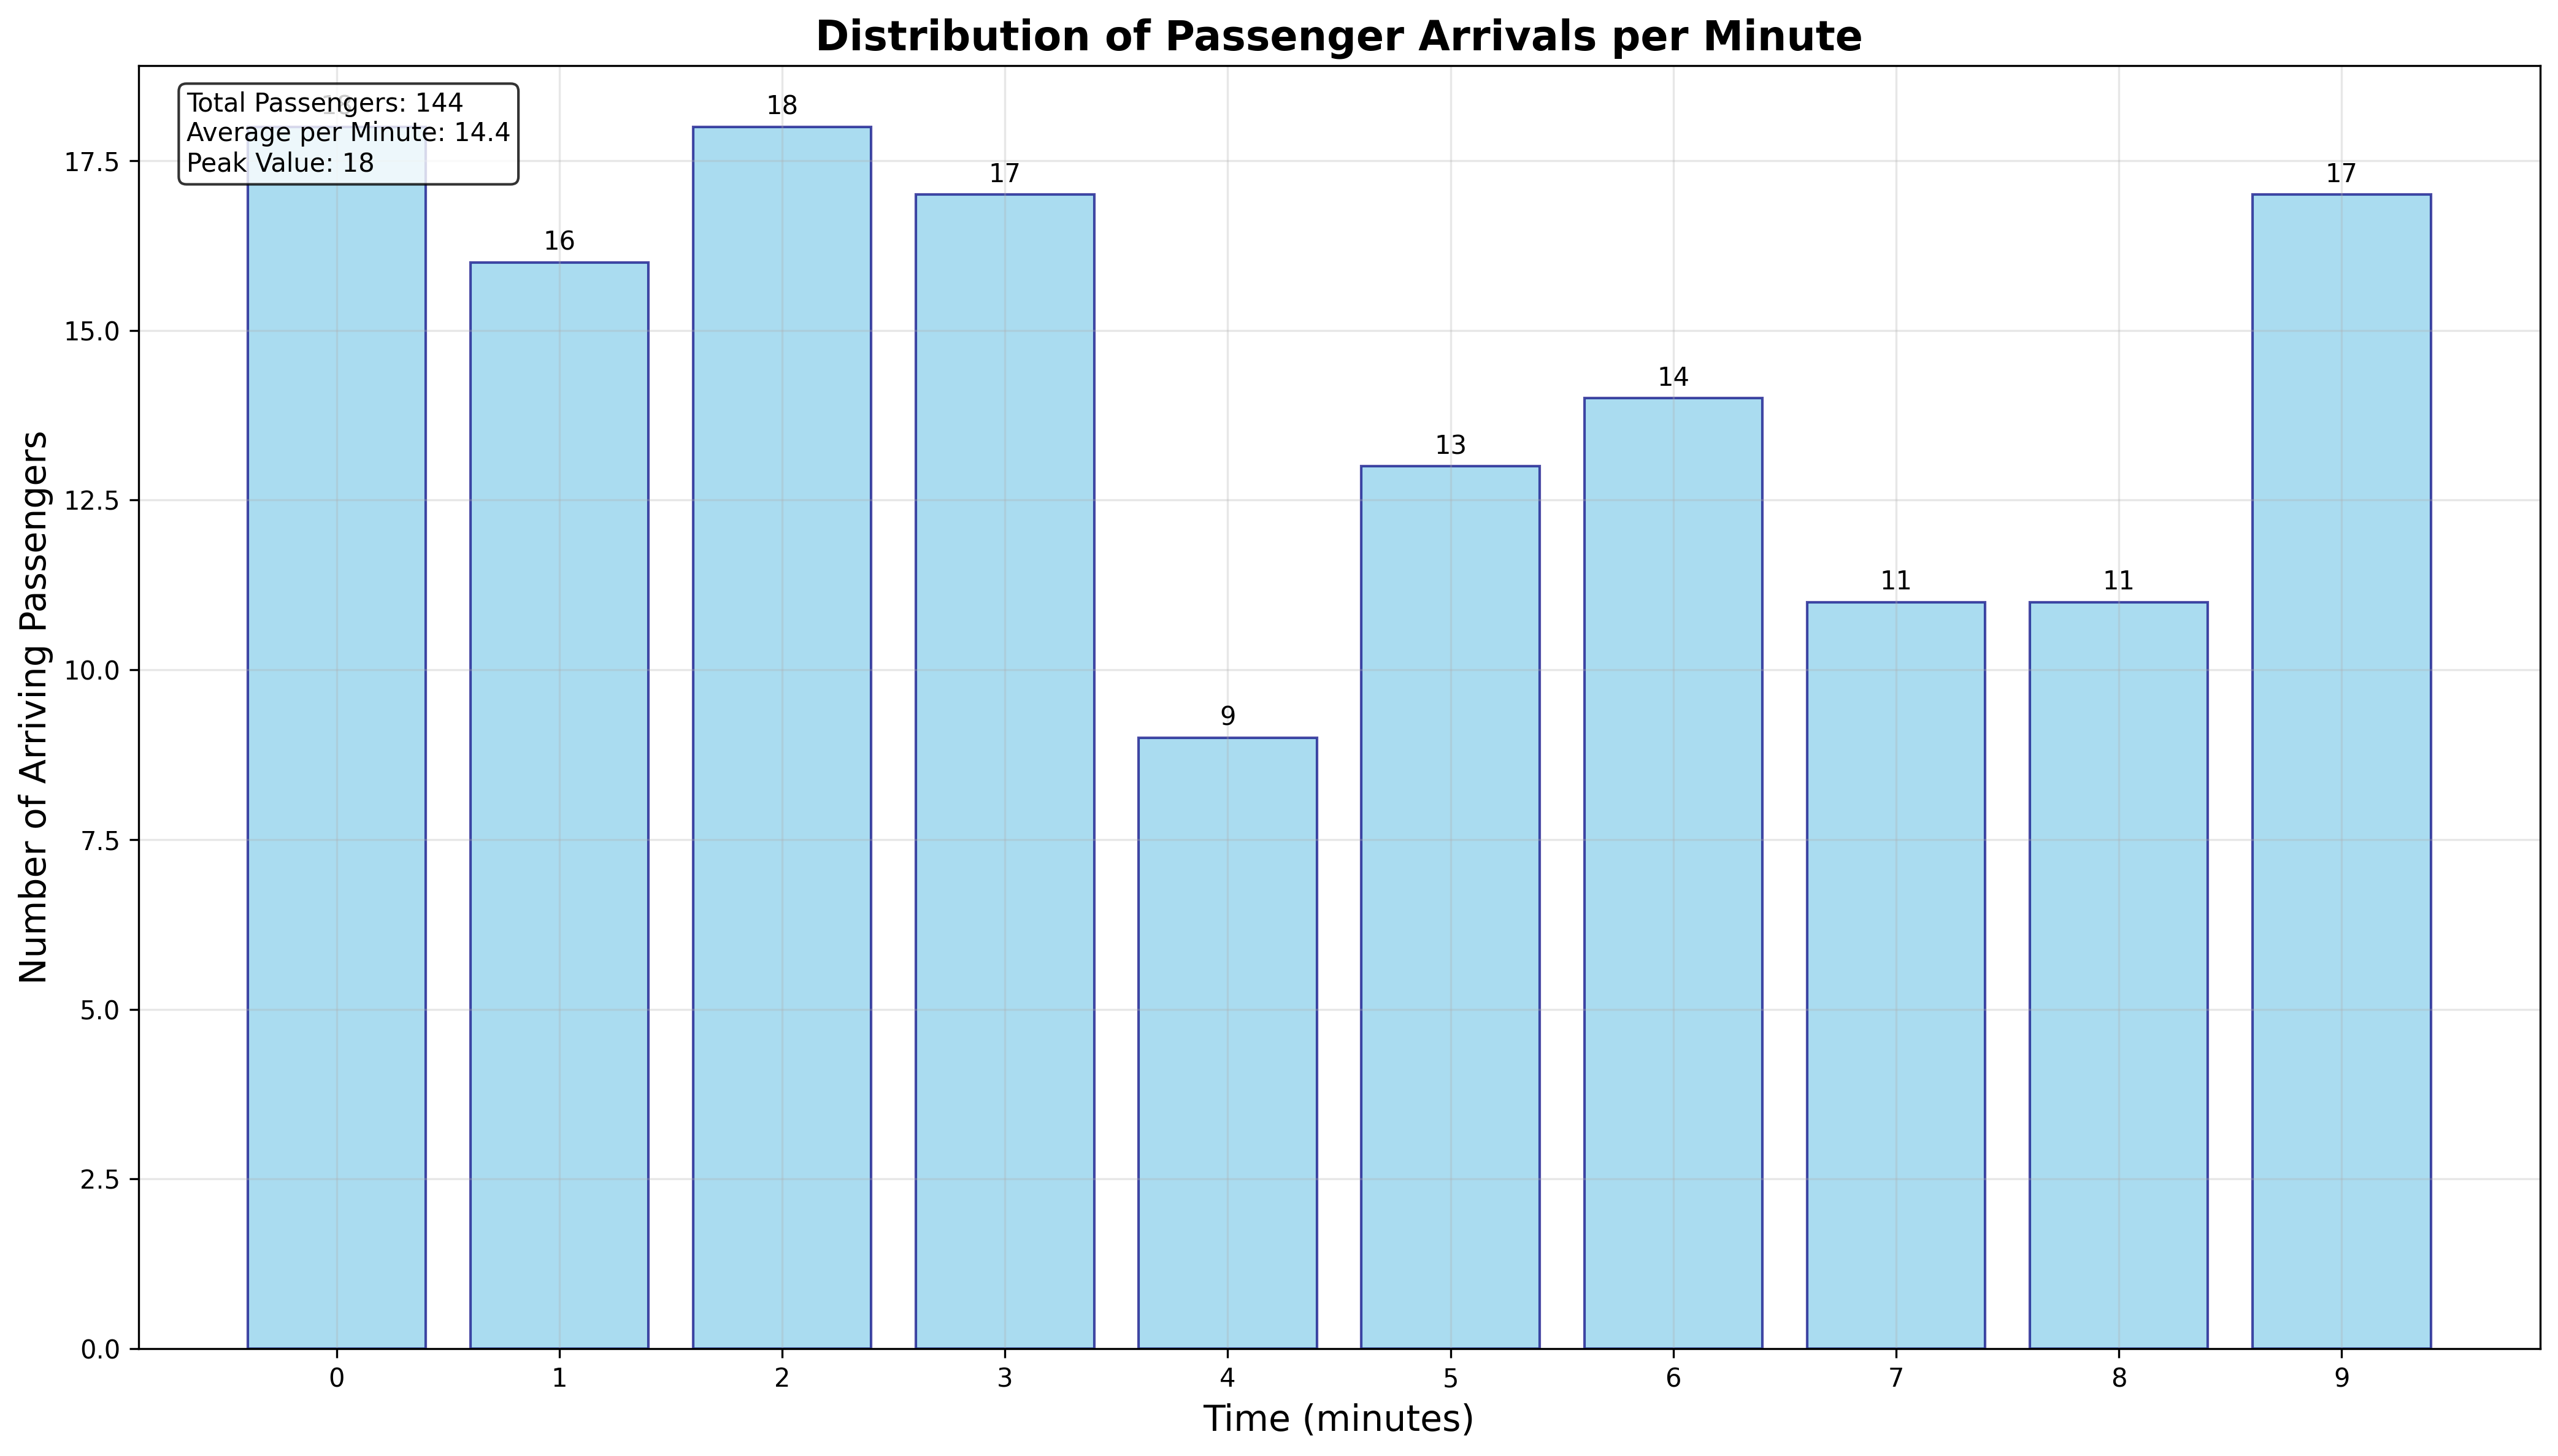 Distribution of Passenger Arrivals per Minute
Total Passengers: 144
Average per Minute: 14.4
Peak Value: 18
18
18
16
17
9
13
14
11
11
17
Number of Arriving Passengers
17.5
15.0
12.5
10.0
7.5
5.0
2.5
0.0
0 1 2 3 4 5 6 7 8 9
Time (minutes)